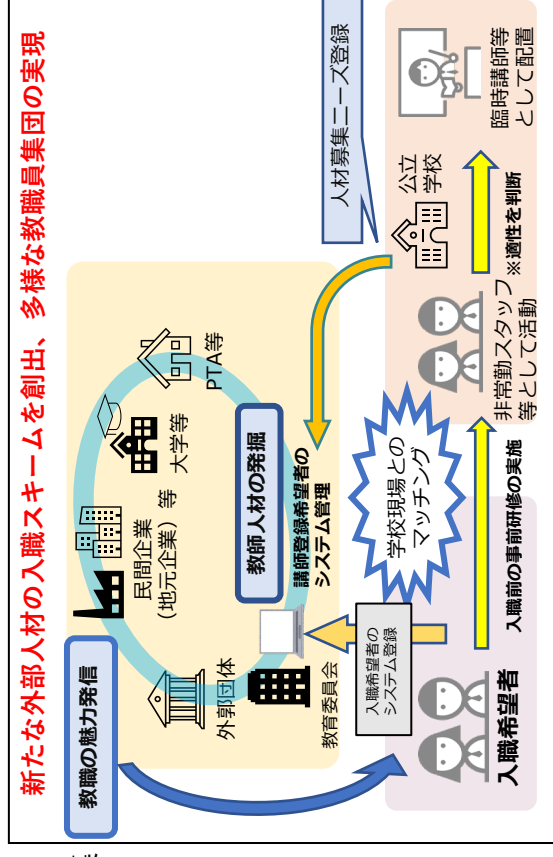 新たな外部人材の入職スキームを創出、多様な教職員集団の実現
教職の魅力発信
民間企業
(地元企業)等
大学等
PTA等
外郭団体
教育委員会
教師人材の発掘
講師登録希望者の
システム管理
入職希望者の
システム登録
学校現場との
マッチング
人材募集ニーズ登録
公立
学校
入職希望者
入職前の事前研修の実施
非常勤スタッフ
等として活動
※適性を判断
臨時講師等
として配置